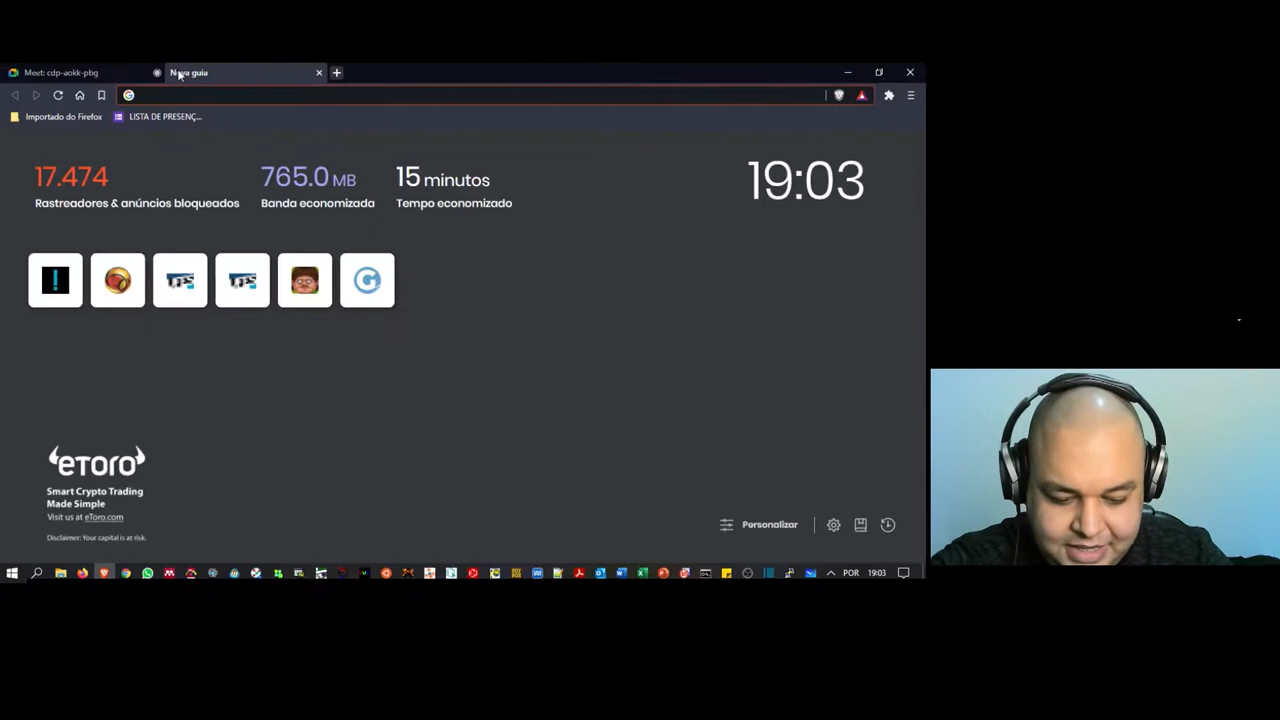 Meet: cdp-aokk-pbg
Nova guia
Importado do Firefox
LISTA DE PRESENÇ...
17.474
Rastreadores & anúncios bloqueados
765.0 MB
Banda economizada
15 minutos
Tempo economizado
19:03
!
TJFS
TJFS
G
eToro
Smart Crypto Trading
Made Simple
Visit us at eToro.com
Disclaimer: Your capital is at risk.
Personalizar
POR
19:03